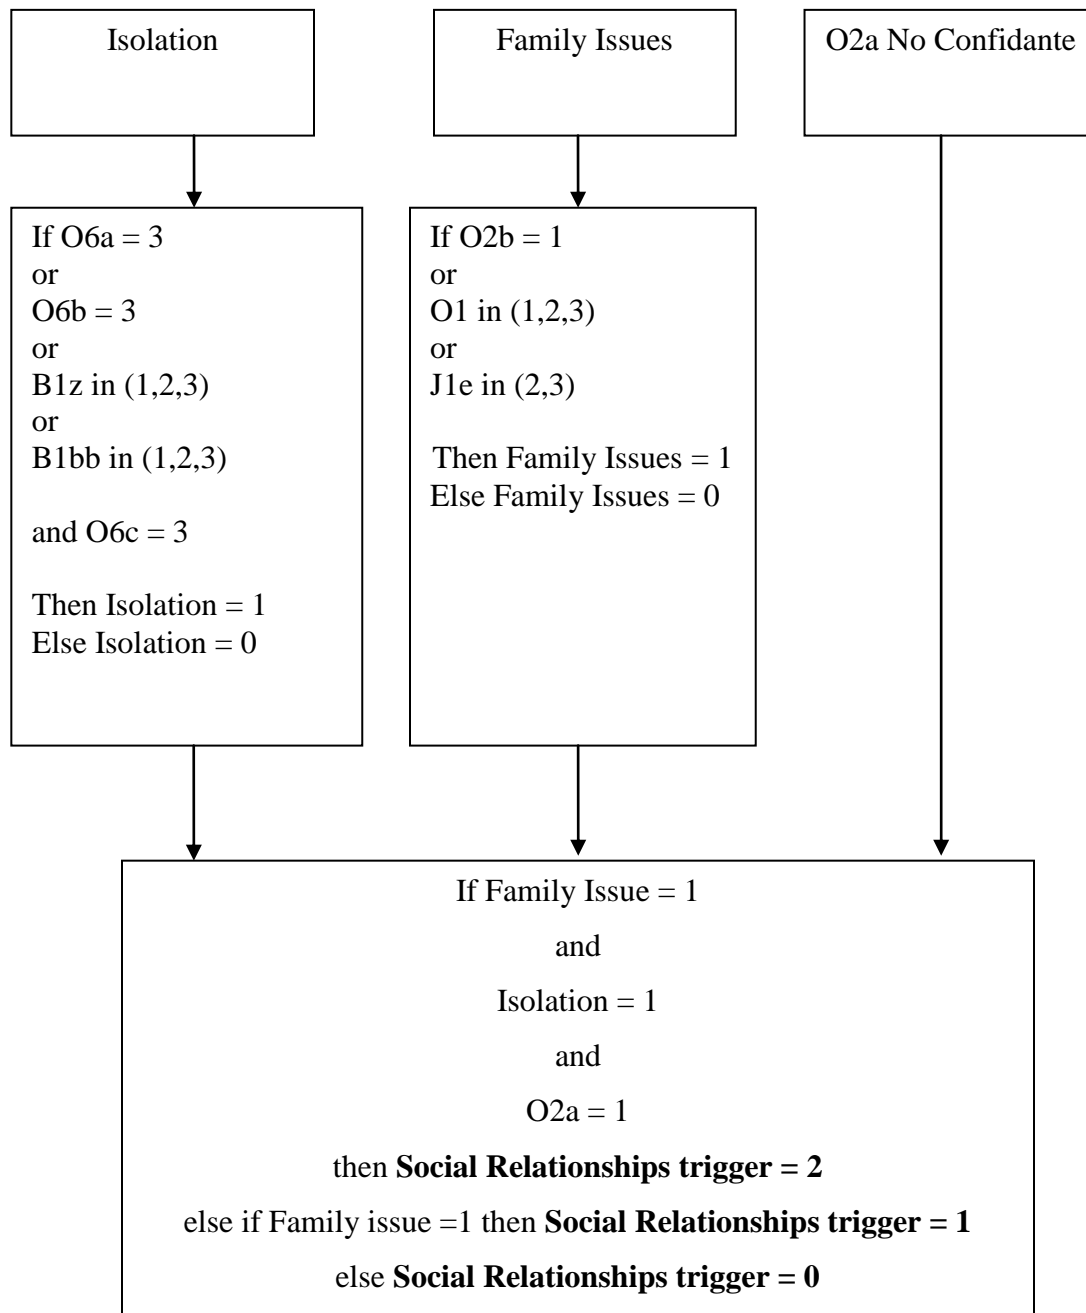 Isolation
Family Issues
O2a No Confidante
If O6a = 3
or
O6b = 3
or
B1z in (1,2,3)
or
B1bb in (1,2,3)
and O6c = 3
Then Isolation = 1
Else Isolation = 0
If O2b = 1
or
O1 in (1,2,3)
or
J1e in (2,3)
Then Family Issues = 1
Else Family Issues = 0
If Family Issue = 1
and
Isolation = 1
and
O2a = 1
then Social Relationships trigger = 2
else if Family issue =1 then Social Relationships trigger = 1
else Social Relationships trigger = 0